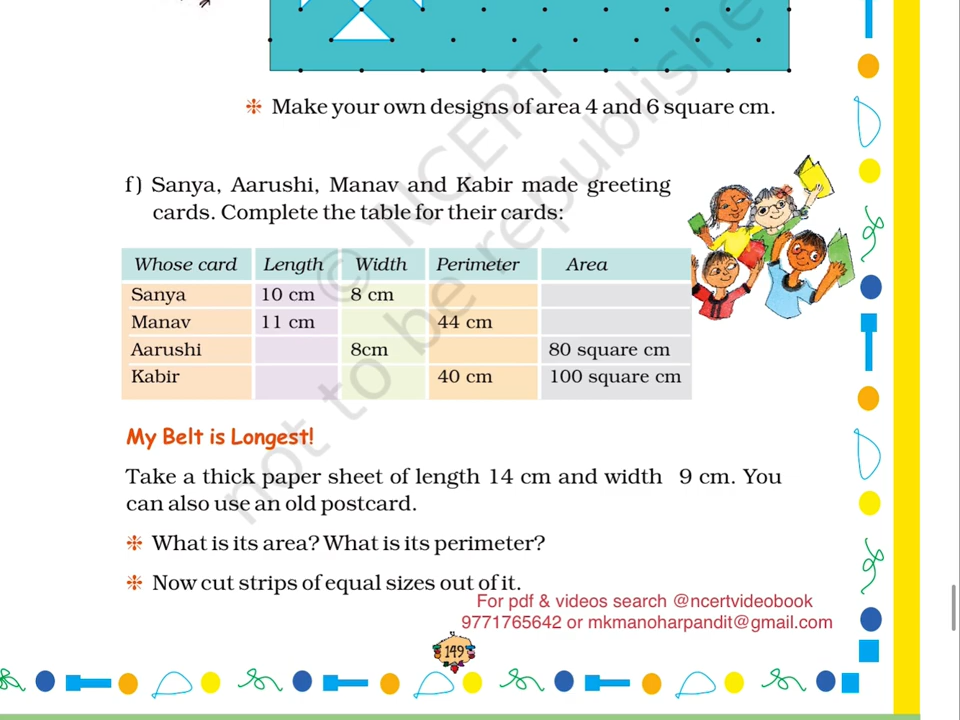 ❉ Make your own designs of area 4 and 6 square cm.
f) Sanya, Aarushi, Manav and Kabir made greeting
cards. Complete the table for their cards:
Whose card Length Width Perimeter Area
Sanya 10 cm 8 cm
Manav 11 cm 44 cm
Aarushi 8cm 80 square cm
Kabir 40 cm 100 square cm
My Belt is Longest!
Take a thick paper sheet of length 14 cm and width 9 cm. You
can also use an old postcard.
❉ What is its area? What is its perimeter?
❉ Now cut strips of equal sizes out of it.
For pdf & videos search @ncertvideobook
9771765642 or mkmanoharpandit@gmail.com
149
© NCERT
not to be republished